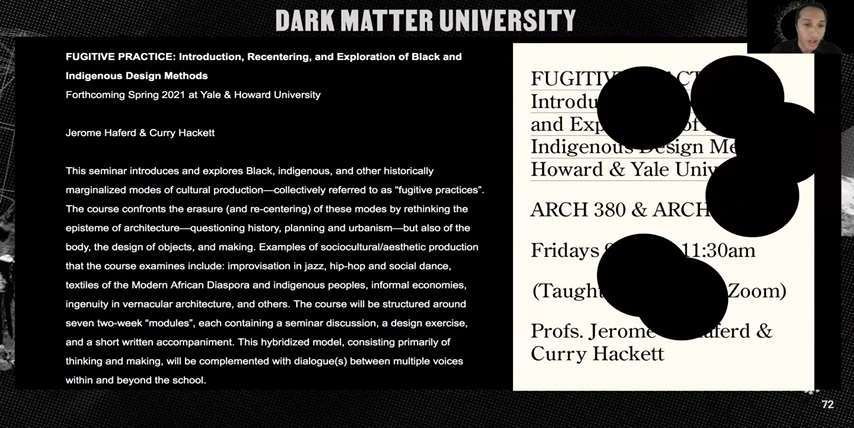 DARK MATTER UNIVERSITY
FUGITIVE PRACTICE: Introduction, Recentering, and Exploration of Black and
Indigenous Design Methods
Forthcoming Spring 2021 at Yale & Howard University
Jerome Haferd & Curry Hackett
This seminar introduces and explores Black, indigenous, and other historically
marginalized modes of cultural production—collectively referred to as “fugitive practices”.
The course confronts the erasure (and re-centering) of these modes by rethinking the
episteme of architecture—questioning history, planning and urbanism—but also of the
body, the design of objects, and making. Examples of sociocultural/aesthetic production
that the course examines include: improvisation in jazz, hip-hop and social dance,
textiles of the Modern African Diaspora and indigenous peoples, informal economies,
ingenuity in vernacular architecture, and others. The course will be structured around
seven two-week “modules”, each containing a seminar discussion, a design exercise,
and a short written accompaniment. This hybridized model, consisting primarily of
thinking and making, will be complemented with dialogue(s) between multiple voices
within and beyond the school.
and
of
Indigenous Design
Howard & Yale
ARCH 380 & ARCH
Fridays 11:30am
Zoom)
Profs. Jerome &
Curry Hackett
72